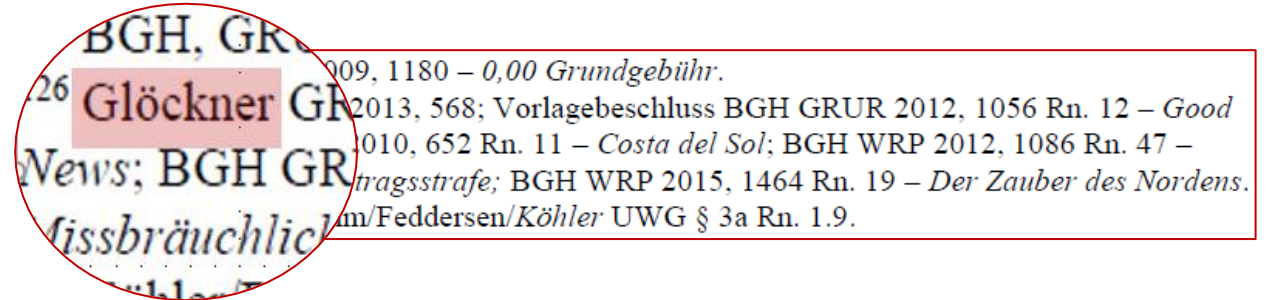 BGH, GRU 009, 1180 – 0,00 Grundgebühr.
26 Glöckner GR 2013, 568; Vorlagebeschluss BGH GRUR 2012, 1056 Rn. 12 – Good
News; BGH GR 2010, 652 Rn. 11 – Costa del Sol; BGH WRP 2012, 1086 Rn. 47 –
Missbräuchlich tragsstrafe; BGH WRP 2015, 1464 Rn. 19 – Der Zauber des Nordens.
m/Feddersen/Köhler UWG § 3a Rn. 1.9.